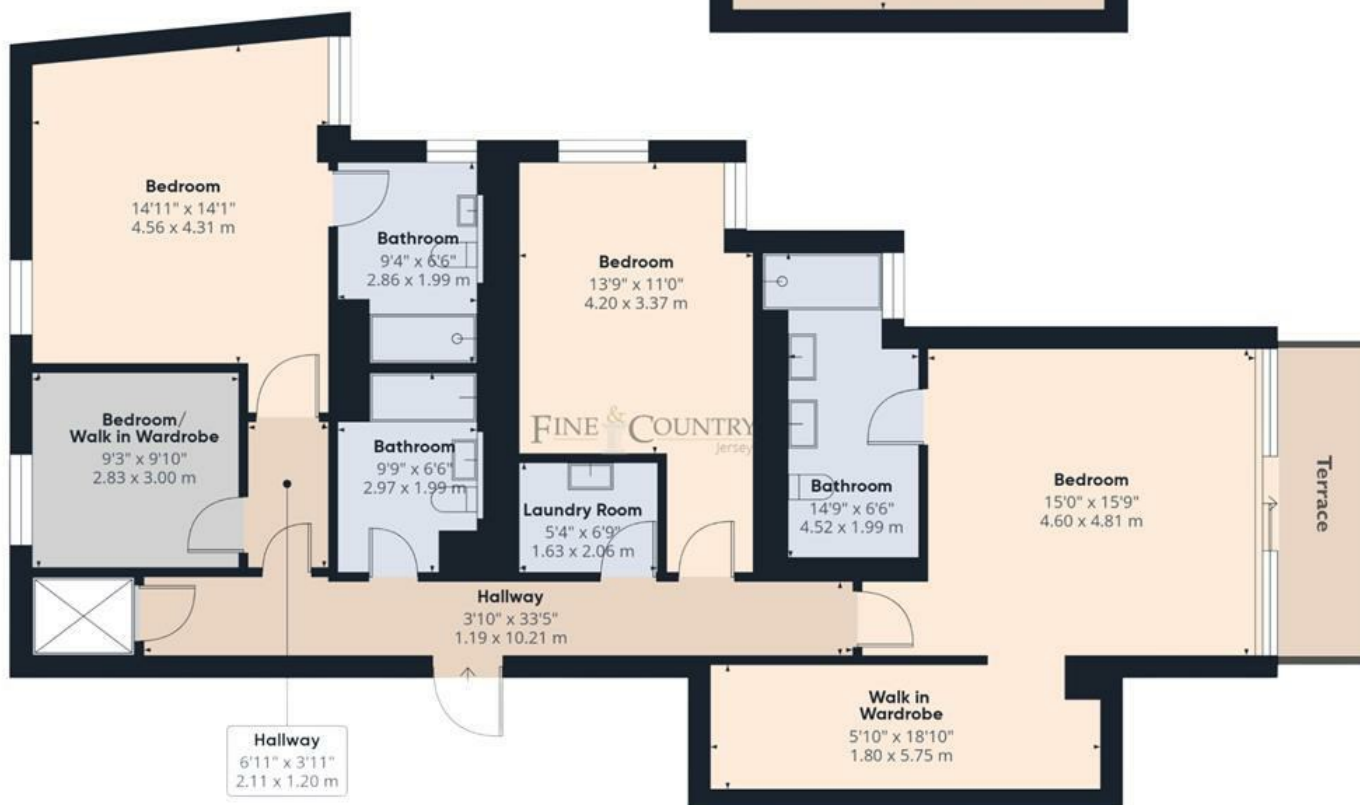 Bedroom
14'11" x 14'1"
4.56 x 4.31 m
Bathroom
9'4" x 6'6"
2.86 x 1.99 m
Bedroom
13'9" x 11'0"
4.20 x 3.37 m
Bedroom/
Walk in Wardrobe
9'3" x 9'10"
2.83 x 3.00 m
Bathroom
9'9" x 6'6"
2.97 x 1.99 m
FINE & COUNTRY
Jersey
Laundry Room
5'4" x 6'9"
1.63 x 2.06 m
Bathroom
14'9" x 6'6"
4.52 x 1.99 m
Bedroom
15'0" x 15'9"
4.60 x 4.81 m
Terrace
Hallway
3'10" x 33'5"
1.19 x 10.21 m
Walk in
Wardrobe
5'10" x 18'10"
1.80 x 5.75 m
Hallway
6'11" x 3'11"
2.11 x 1.20 m